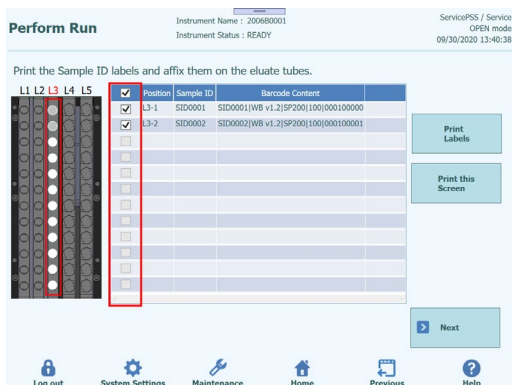 Perform Run
Instrument Name : 200680001
Instrument Status : READY
ServicePSS / Service
OPEN mode
09/30/2020 13:40:38
Print the Sample ID labels and affix them on the eluate tubes.
L1 L2 L3 L4 L5
Position Sample ID Barcode Content
L3-1 SID0001 SID0001|WB v1.2|SP200|100|000100000
L3-2 SID0002 SID0002|WB v1.2|SP200|100|000100001
Print
Labels
Print this
Screen
Next
Log out System Settings Maintenance Home Previous Help